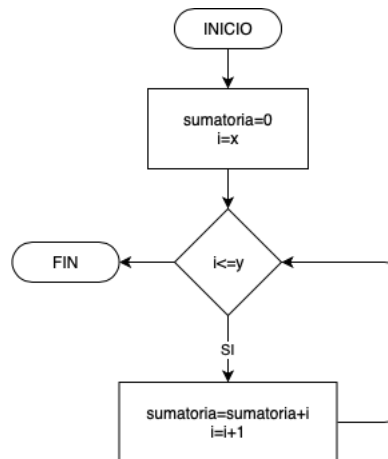 INICIO
sumatoria=0
i=x
FIN
i<=y
SI
sumatoria=sumatoria+i
i=i+1